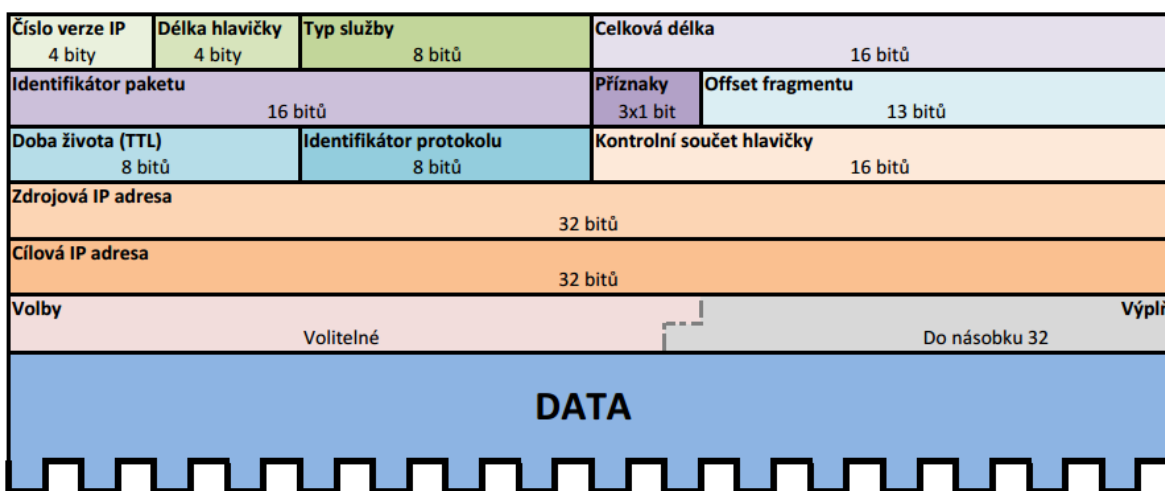 Číslo verze IP Délka hlavičky Typ služby Celková délka
4 bity 4 bity 8 bitů 16 bitů
Identifikátor paketu Příznaky Offset fragmentu
16 bitů 3x1 bit 13 bitů
Doba života (TTL) Identifikátor protokolu Kontrolní součet hlavičky
8 bitů 8 bitů 16 bitů
Zdrojová IP adresa
32 bitů
Cílová IP adresa
32 bitů
Volby Výplň
Volitelné Do násobku 32
DATA